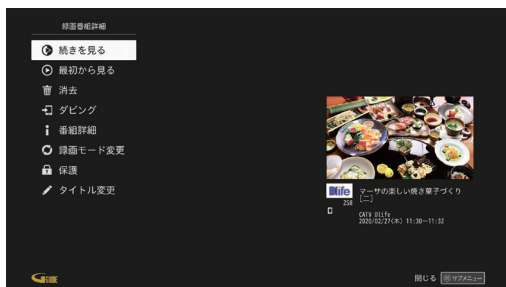 録画番組詳細
続きを見る
最初から見る
消去
ダビング
番組詳細
録画モード変更
保護
タイトル変更
Dlife
258
マーサの楽しい焼き菓子づくり
[二]
CATV Dlife
2020/02/27(木) 11:30～11:32
G GUIDE
閉じる サブメニュー